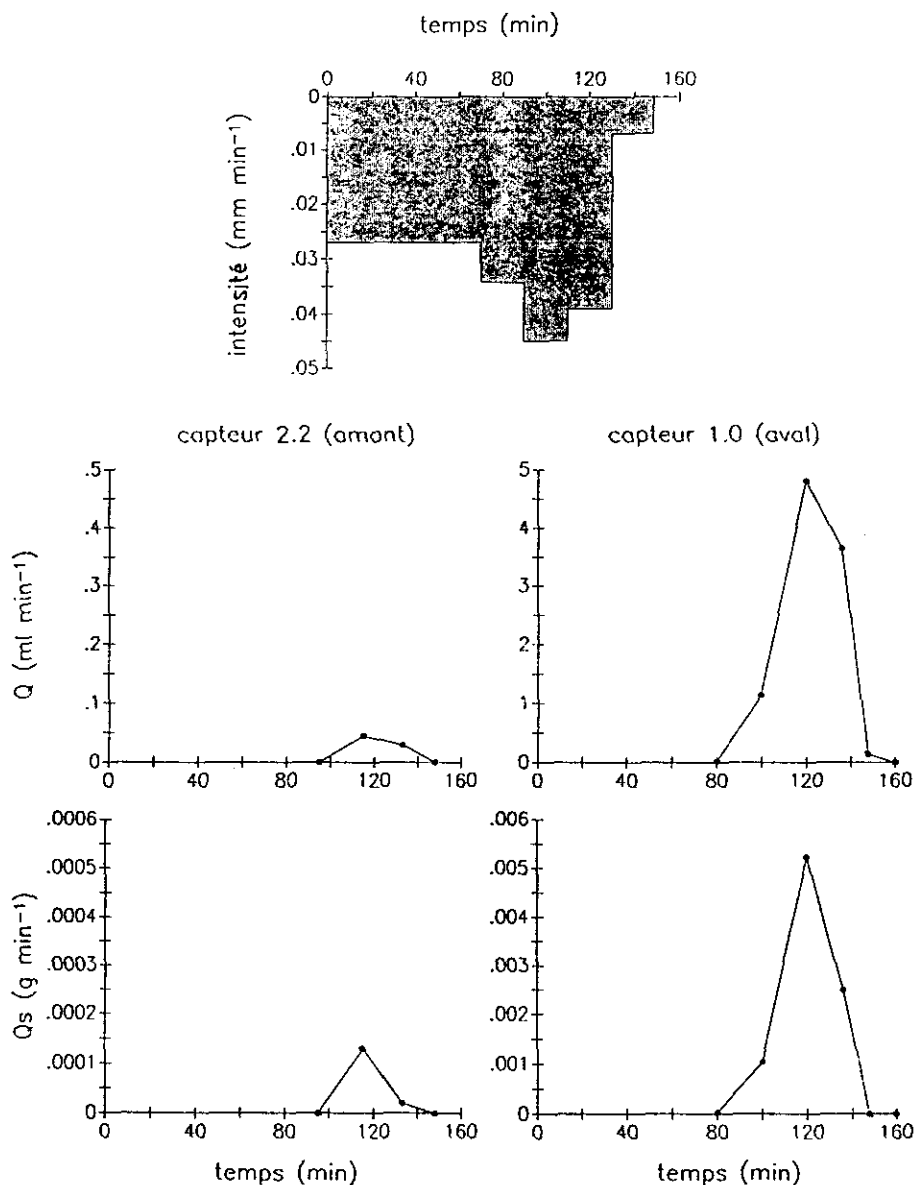 temps (min)
0 40 80 120 160
intensité (mm min⁻¹)
0
.01
.02
.03
.04
.05
capteur 2.2 (amont)
Q (ml min⁻¹)
.5
.4
.3
.2
.1
0
0 40 80 120 160
capteur 1.0 (aval)
5
4
3
2
1
0
0 40 80 120 160
Qs (g min⁻¹)
.0006
.0005
.0004
.0003
.0002
.0001
0
0 40 80 120 160
temps (min)
.006
.005
.004
.003
.002
.001
0
0 40 80 120 160
temps (min)